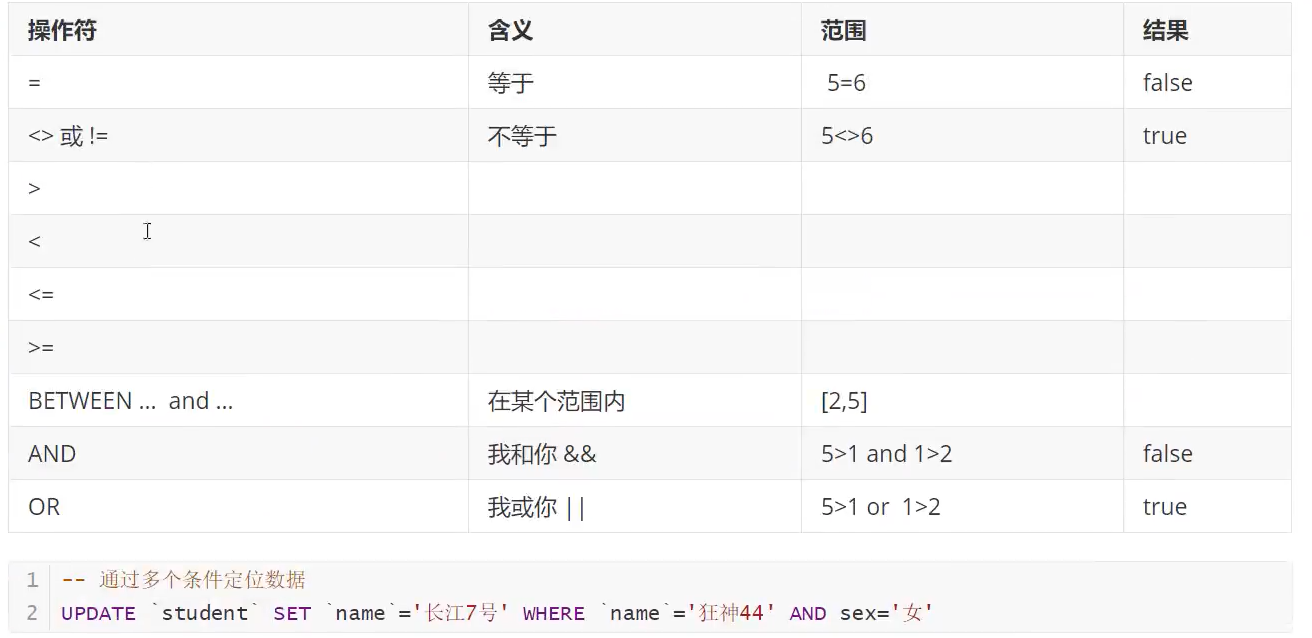 操作符 含义 范围 结果
= 等于 5=6 false
<> 或 != 不等于 5<>6 true
>
<
<=
>=
BETWEEN ... and ... 在某个范围内 [2,5]
AND 我和你 && 5>1 and 1>2 false
OR 我或你 || 5>1 or 1>2 true
1 -- 通过多个条件定位数据
2 UPDATE `student` SET `name`='长江7号' WHERE `name`='狂神44' AND sex='女'